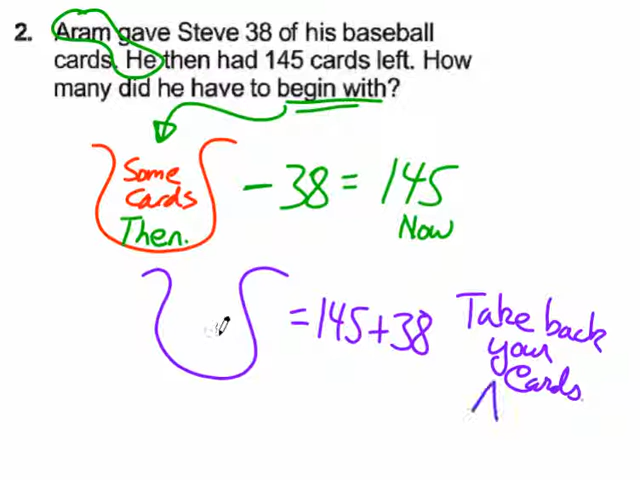 2. Aram gave Steve 38 of his baseball
cards. He then had 145 cards left. How
many did he have to begin with?
Some
Cards
Then.
- 38 = 145
Now
= 145 + 38
Take back
your
Cards.